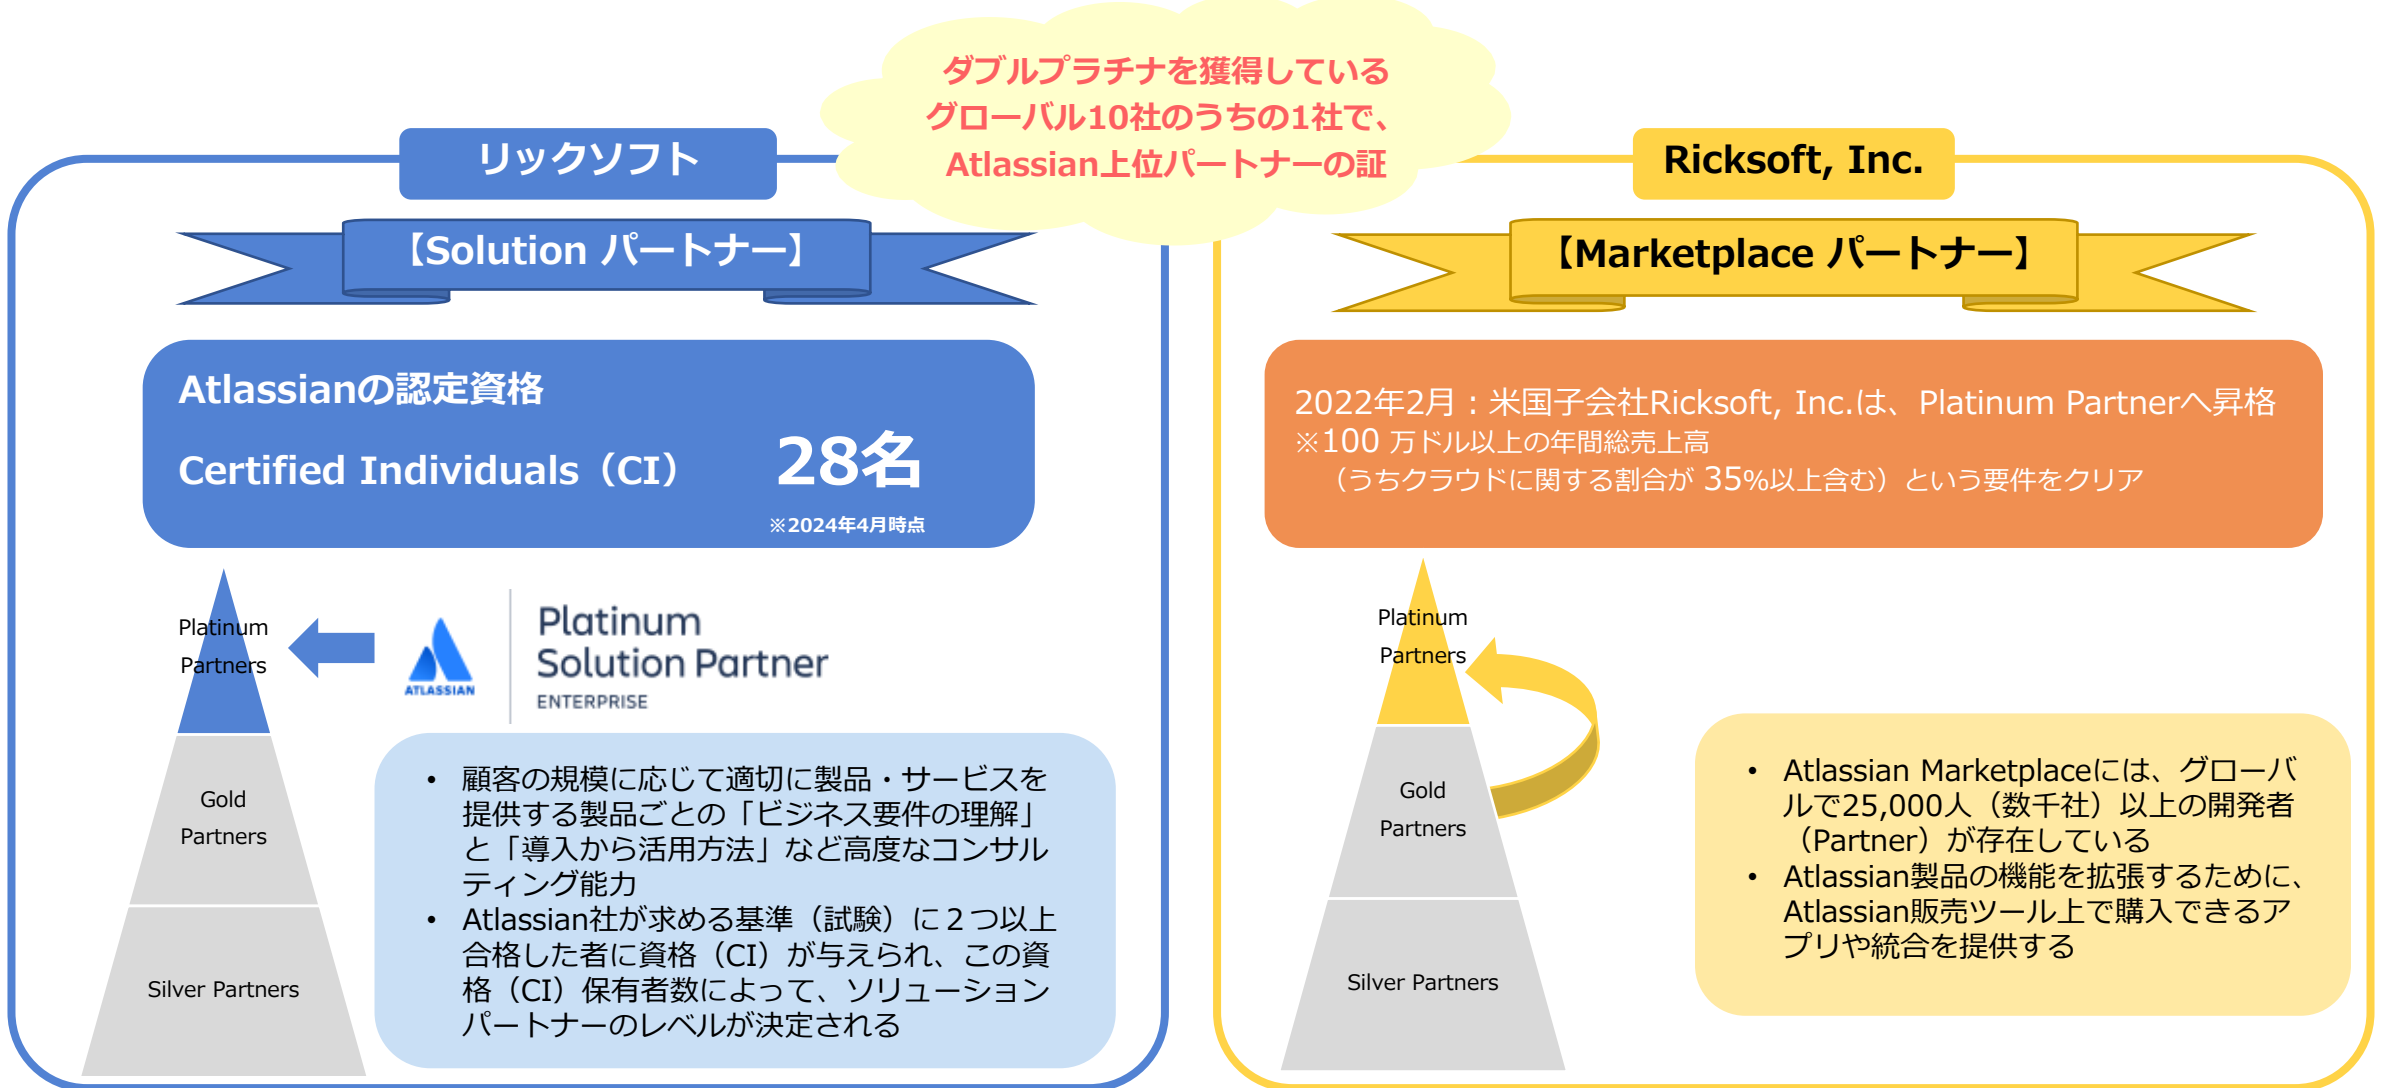 ダブルプラチナを獲得している
グローバル10社のうちの1社で、
Atlassian上位パートナーの証
リックソフト
【Solution パートナー】
Atlassianの認定資格
Certified Individuals（CI） 28名
※2024年4月時点
Platinum
Partners
ATLASSIAN
Platinum
Solution Partner
ENTERPRISE
Gold
Partners
Silver Partners
• 顧客の規模に応じて適切に製品・サービスを
提供する製品ごとの「ビジネス要件の理解」
と「導入から活用方法」など高度なコンサル
ティング能力
• Atlassian社が求める基準（試験）に２つ以上
合格した者に資格（CI）が与えられ、この資
格（CI）保有者数によって、ソリューション
パートナーのレベルが決定される
Ricksoft, Inc.
【Marketplace パートナー】
2022年2月：米国子会社Ricksoft, Inc.は、Platinum Partnerへ昇格
※100 万ドル以上の年間総売上高
（うちクラウドに関する割合が 35%以上含む）という要件をクリア
Platinum
Partners
Gold
Partners
Silver Partners
• Atlassian Marketplaceには、グローバ
ルで25,000人（数千社）以上の開発者
（Partner）が存在している
• Atlassian製品の機能を拡張するために、
Atlassian販売ツール上で購入できるア
プリや統合を提供する